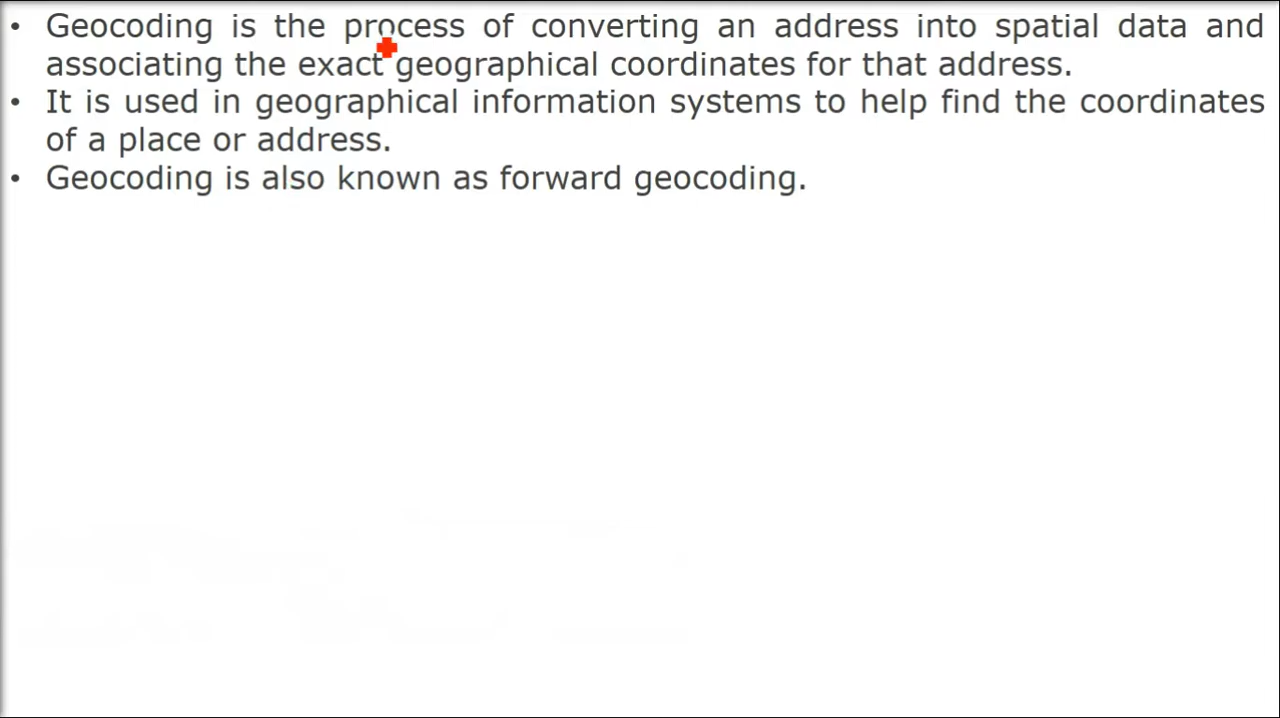 • Geocoding is the process of converting an address into spatial data and
associating the exact geographical coordinates for that address.
• It is used in geographical information systems to help find the coordinates
of a place or address.
• Geocoding is also known as forward geocoding.